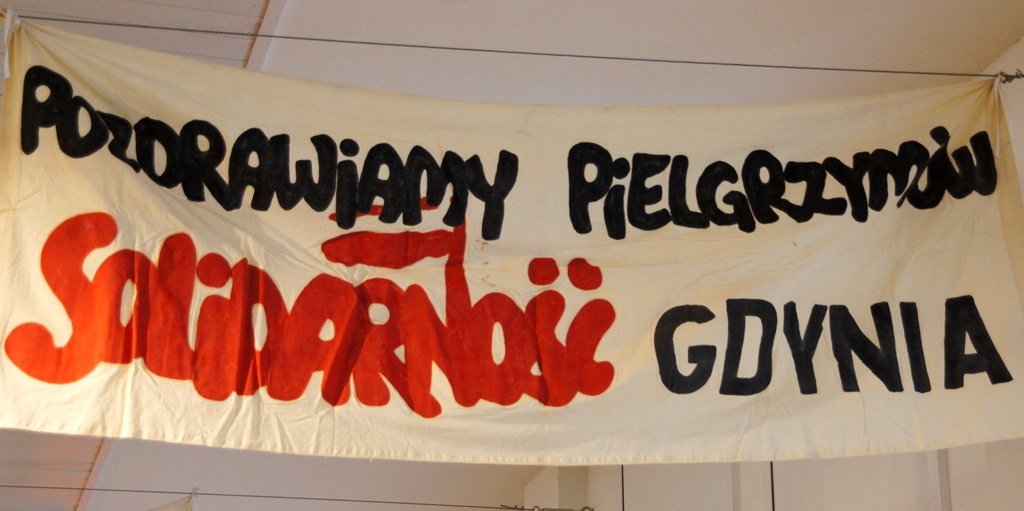 POZDRAWiAMY PiELGRZYMÓW
SOLiDARNOŚĆ GDYNIA